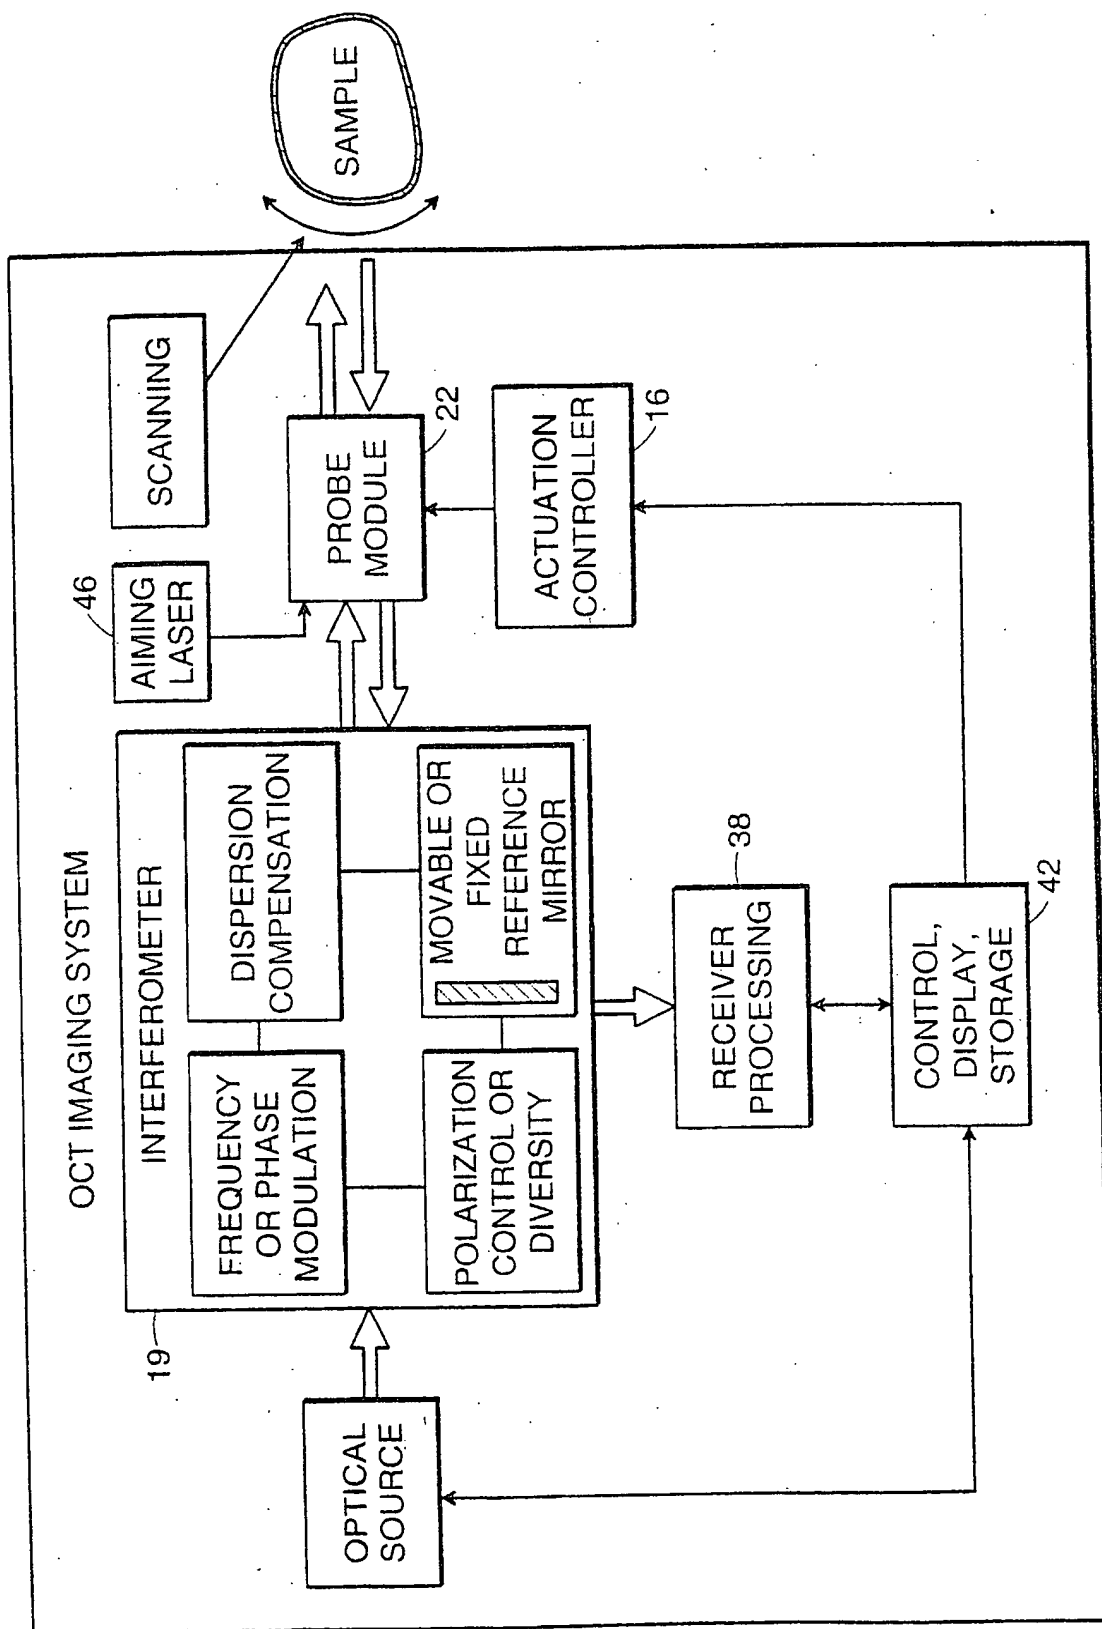 OCT IMAGING SYSTEM
INTERFEROMETER
19
FREQUENCY
OR PHASE
MODULATION
DISPERSION
COMPENSATION
POLARIZATION
CONTROL OR
DIVERSITY
MOVABLE OR
FIXED
REFERENCE
MIRROR
OPTICAL
SOURCE
46
AIMING
LASER
SCANNING
SAMPLE
PROBE
MODULE
22
ACTUATION
CONTROLLER
16
RECEIVER
PROCESSING
38
CONTROL,
DISPLAY,
STORAGE
42